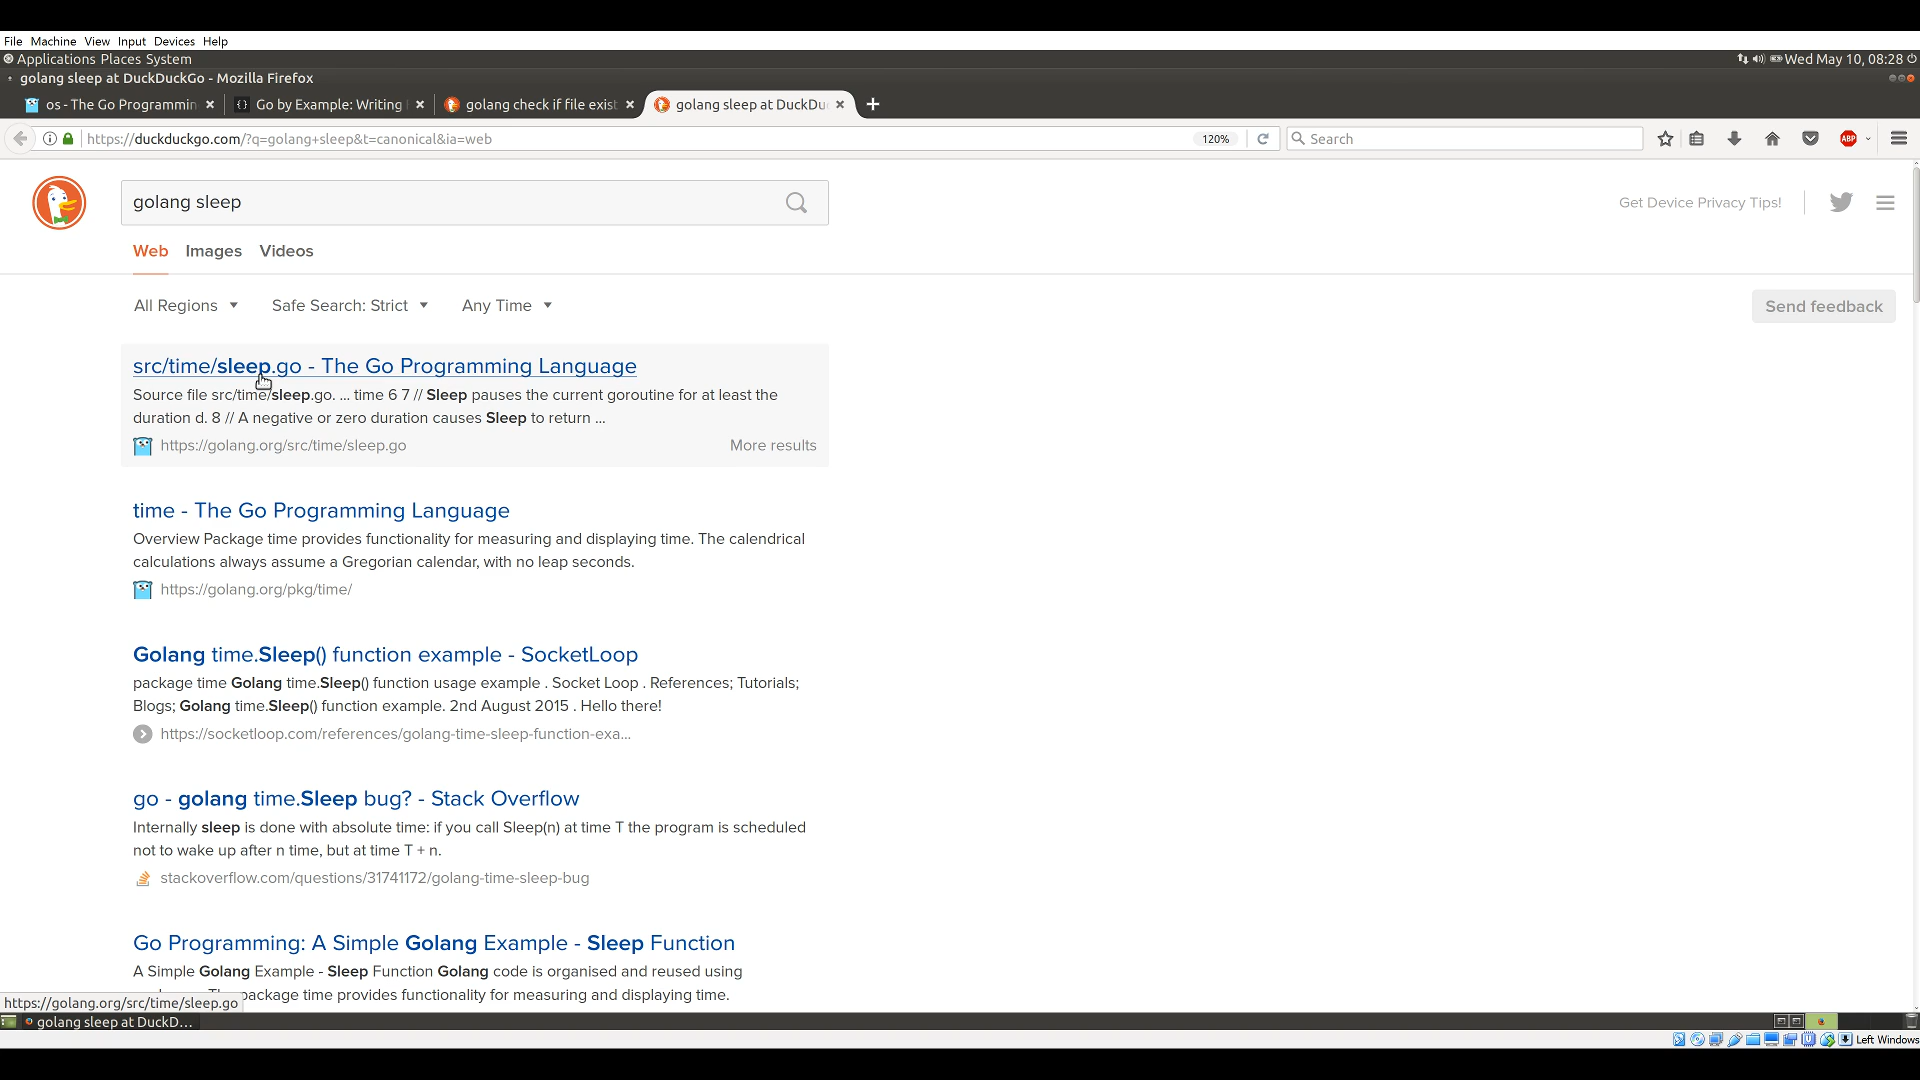 File Machine View Input Devices Help
Applications Places System
Wed May 10, 08:28
golang sleep at DuckDuckGo - Mozilla Firefox
os - The Go Programmin
Go by Example: Writing
golang check if file exist
golang sleep at DuckDu
https://duckduckgo.com/?q=golang+sleep&t=canonical&ia=web
120%
Search
ABP
golang sleep
Get Device Privacy Tips!
Web Images Videos
All Regions Safe Search: Strict Any Time
Send feedback
src/time/sleep.go - The Go Programming Language
Source file src/time/sleep.go. ... time 6 7 // Sleep pauses the current goroutine for at least the
duration d. 8 // A negative or zero duration causes Sleep to return ...
https://golang.org/src/time/sleep.go
More results
time - The Go Programming Language
Overview Package time provides functionality for measuring and displaying time. The calendrical
calculations always assume a Gregorian calendar, with no leap seconds.
https://golang.org/pkg/time/
Golang time.Sleep() function example - SocketLoop
package time Golang time.Sleep() function usage example . Socket Loop . References; Tutorials;
Blogs; Golang time.Sleep() function example. 2nd August 2015 . Hello there!
https://socketloop.com/references/golang-time-sleep-function-exa...
go - golang time.Sleep bug? - Stack Overflow
Internally sleep is done with absolute time: if you call Sleep(n) at time T the program is scheduled
not to wake up after n time, but at time T + n.
stackoverflow.com/questions/31741172/golang-time-sleep-bug
Go Programming: A Simple Golang Example - Sleep Function
A Simple Golang Example - Sleep Function Golang code is organised and reused using
package time provides functionality for measuring and displaying time.
https://golang.org/src/time/sleep.go
golang sleep at DuckD...
Left Windows